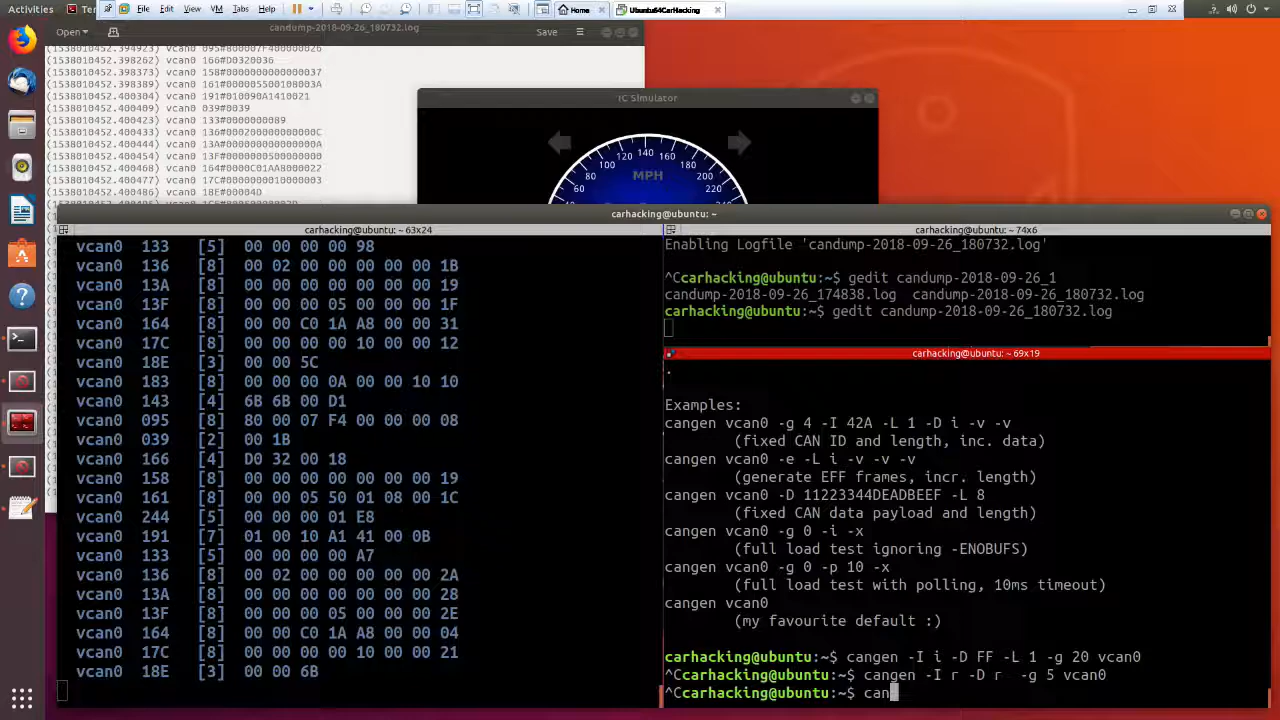 Activities
Te
File Edit View VM Tabs Help
Home
Ubuntu64CarHacking
Open
candump-2018-09-26_180732.log
Save
(1538010452.394923) vcan0 095#800007F400000026
(1538010452.398262) vcan0 166#D0320036
(1538010452.398373) vcan0 158#0000000000000037
(1538010452.398389) vcan0 161#000005500108003A
(1538010452.400304) vcan0 191#010090A1410021
(1538010452.400409) vcan0 039#0039
(1538010452.400423) vcan0 133#0000000089
(1538010452.400433) vcan0 136#000200000000000C
(1538010452.400444) vcan0 13A#000000000000000A
(1538010452.400454) vcan0 13F#0000000500000000
(1538010452.400468) vcan0 164#0000C01AA8000022
(1538010452.400477) vcan0 17C#0000000010000003
(1538010452.400486) vcan0 18E#00004D
IC Simulator
60 80 100 120 140 160 180 200 220
MPH
carhacking@ubuntu: ~
carhacking@ubuntu: ~ 63x24
vcan0 133 [5] 00 00 00 00 98
vcan0 136 [8] 00 02 00 00 00 00 00 1B
vcan0 13A [8] 00 00 00 00 00 00 00 19
vcan0 13F [8] 00 00 00 05 00 00 00 1F
vcan0 164 [8] 00 00 C0 1A A8 00 00 31
vcan0 17C [8] 00 00 00 00 10 00 00 12
vcan0 18E [3] 00 00 5C
vcan0 183 [8] 00 00 00 0A 00 00 10 10
vcan0 143 [4] 6B 6B 00 D1
vcan0 095 [8] 80 00 07 F4 00 00 00 08
vcan0 039 [2] 00 1B
vcan0 166 [4] D0 32 00 18
vcan0 158 [8] 00 00 00 00 00 00 00 19
vcan0 161 [8] 00 00 05 50 01 08 00 1C
vcan0 244 [5] 00 00 00 01 E8
vcan0 191 [7] 01 00 10 A1 41 00 0B
vcan0 133 [5] 00 00 00 00 A7
vcan0 136 [8] 00 02 00 00 00 00 00 2A
vcan0 13A [8] 00 00 00 00 00 00 00 28
vcan0 13F [8] 00 00 00 05 00 00 00 2E
vcan0 164 [8] 00 00 C0 1A A8 00 00 04
vcan0 17C [8] 00 00 00 00 10 00 00 21
vcan0 18E [3] 00 00 6B
carhacking@ubuntu: ~ 74x6
Enabling Logfile 'candump-2018-09-26_180732.log'
^Ccarhacking@ubuntu:~$ gedit candump-2018-09-26_1
candump-2018-09-26_174838.log candump-2018-09-26_180732.log
carhacking@ubuntu:~$ gedit candump-2018-09-26_180732.log
carhacking@ubuntu: ~ 69x19
.
Examples:
cangen vcan0 -g 4 -I 42A -L 1 -D i -v -v
(fixed CAN ID and length, inc. data)
cangen vcan0 -e -L i -v -v -v
(generate EFF frames, incr. length)
cangen vcan0 -D 11223344DEADBEEF -L 8
(fixed CAN data payload and length)
cangen vcan0 -g 0 -i -x
(full load test ignoring -ENOBUFS)
cangen vcan0 -g 0 -p 10 -x
(full load test with polling, 10ms timeout)
cangen vcan0
(my favourite default :)
carhacking@ubuntu:~$ cangen -I i -D FF -L 1 -g 20 vcan0
^Ccarhacking@ubuntu:~$ cangen -I r -D r -g 5 vcan0
^Ccarhacking@ubuntu:~$ can